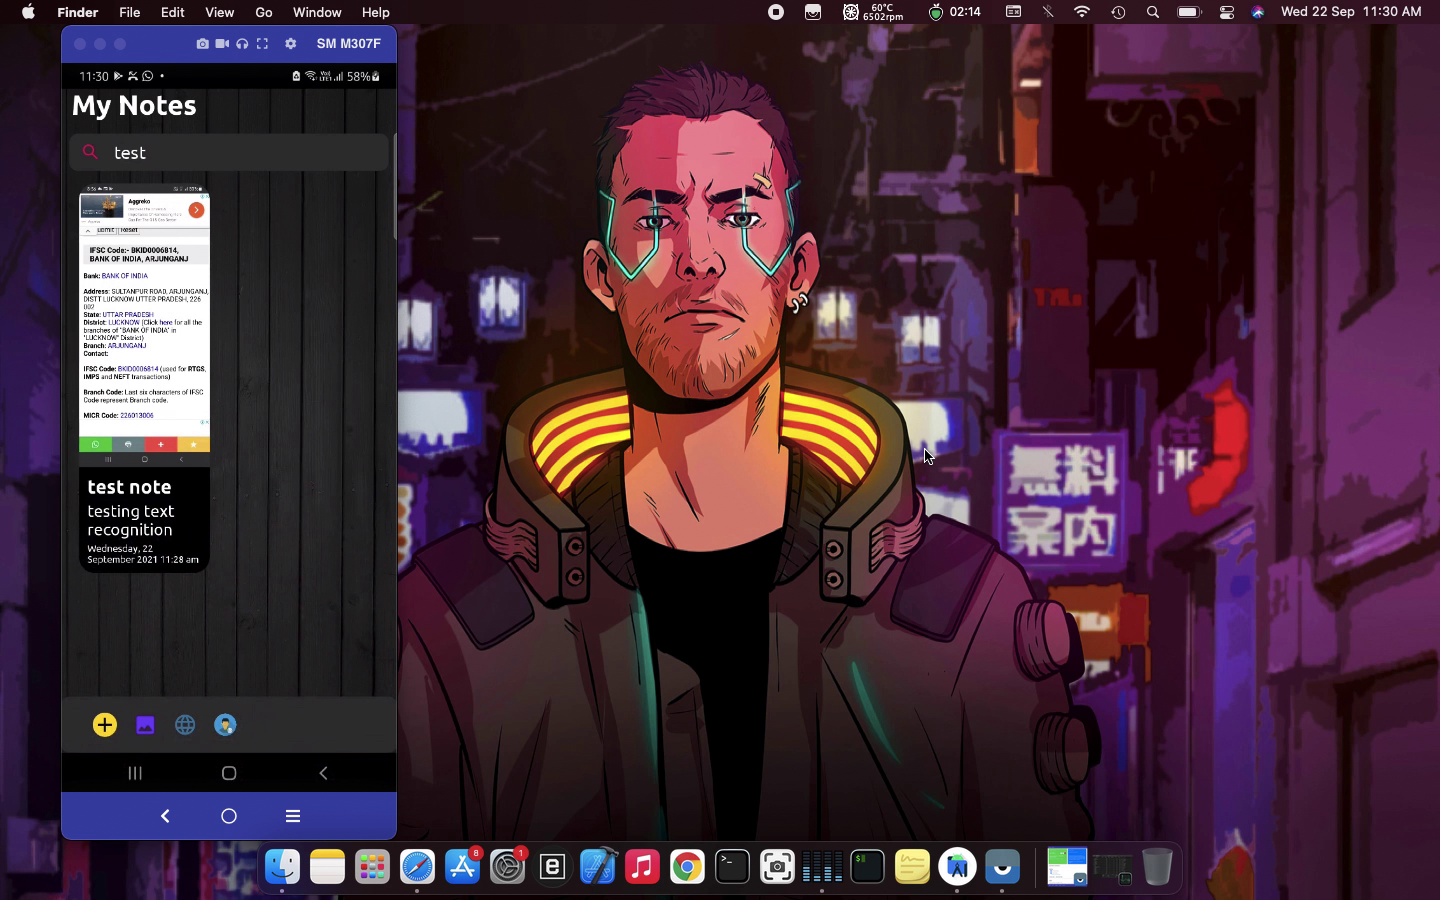 Finder File Edit View Go Window Help
60°C
6502rpm
02:14
Wed 22 Sep 11:30 AM
SM M307F
11:30
58%
My Notes
test
Aggreko
Submit Reset
IFSC Code:- BKID0006814,
BANK OF INDIA, ARJUNGANJ
Bank: BANK OF INDIA
Address: SULTANPUR ROAD, ARJUNGANJ,
DISTT LUCKNOW UTTER PRADESH, 226
002
State: UTTAR PRADESH
District: LUCKNOW (Click here for all the
branches of "BANK OF INDIA" in
"LUCKNOW" District)
Branch: ARJUNGANJ
Contact:
IFSC Code: BKID0006814 (used for RTGS,
IMPS and NEFT transactions)
Branch Code: Last six characters of IFSC
Code represent Branch code.
MICR Code: 226013006
test note
testing text
recognition
Wednesday, 22
September 2021 11:28 am
無料
案内
8
1